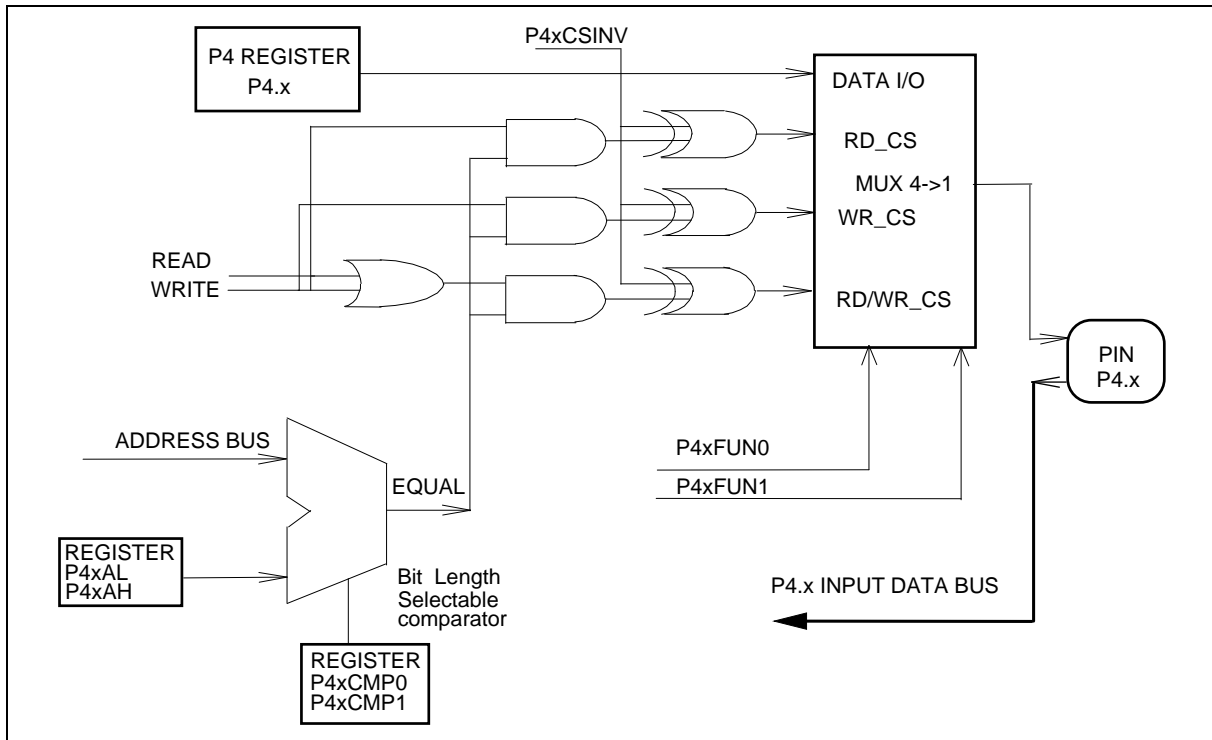 P4 REGISTER
P4.x
P4xCSINV
DATA I/O
RD_CS
MUX 4->1
WR_CS
RD/WR_CS
READ
WRITE
PIN
P4.x
ADDRESS BUS
EQUAL
P4xFUN0
P4xFUN1
REGISTER
P4xAL
P4xAH
Bit Length
Selectable
comparator
P4.x INPUT DATA BUS
REGISTER
P4xCMP0
P4xCMP1